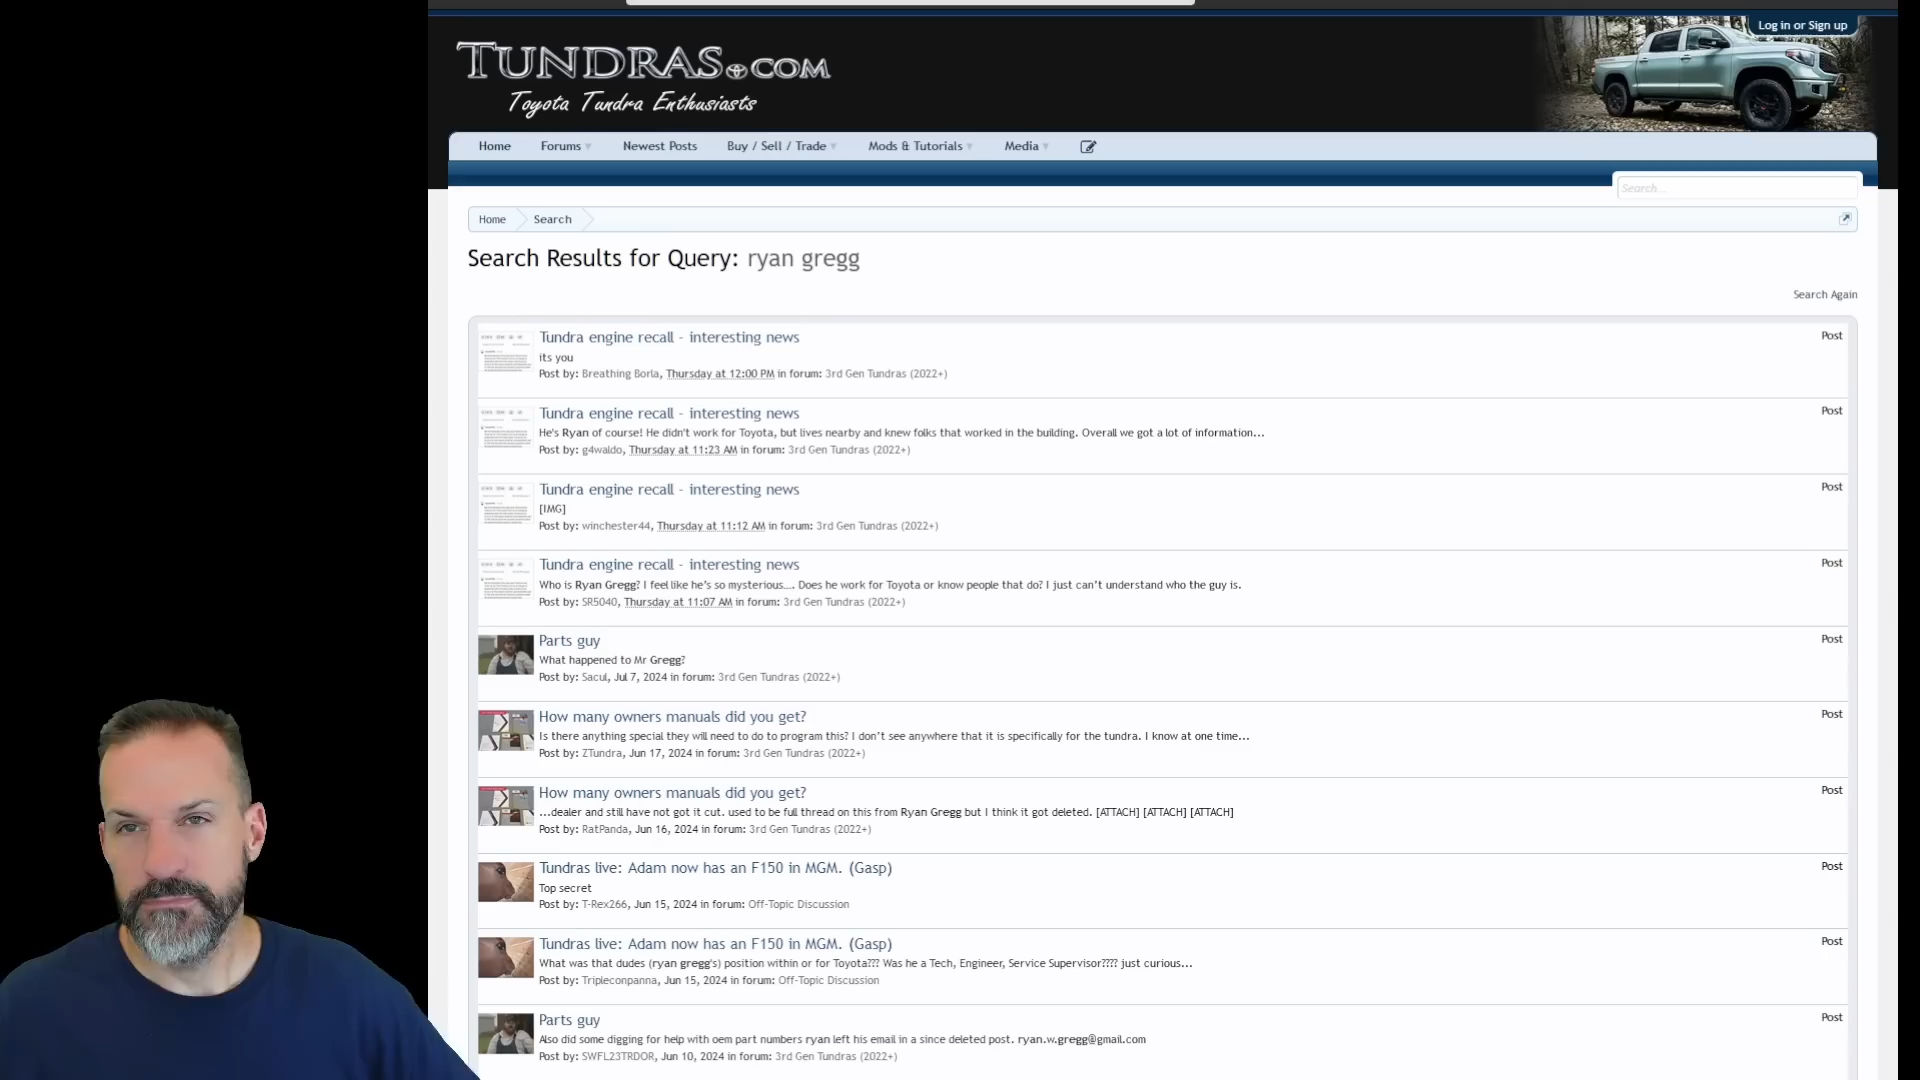 Log in or Sign up
TUNDRAS.COM
Toyota Tundra Enthusiasts
Home Forums Newest Posts Buy / Sell / Trade Mods & Tutorials Media
Search...
Home Search
Search Results for Query: ryan gregg
Search Again
Tundra engine recall - interesting news Post
its you
Post by: Breathing Borla, Thursday at 12:00 PM in forum: 3rd Gen Tundras (2022+)
Tundra engine recall - interesting news Post
He's Ryan of course! He didn't work for Toyota, but lives nearby and knew folks that worked in the building. Overall we got a lot of information...
Post by: g4waldo, Thursday at 11:23 AM in forum: 3rd Gen Tundras (2022+)
Tundra engine recall - interesting news Post
[IMG]
Post by: winchester44, Thursday at 11:12 AM in forum: 3rd Gen Tundras (2022+)
Tundra engine recall - interesting news Post
Who is Ryan Gregg? I feel like he's so mysterious.... Does he work for Toyota or know people that do? I just can't understand who the guy is.
Post by: SR5040, Thursday at 11:07 AM in forum: 3rd Gen Tundras (2022+)
Parts guy Post
What happened to Mr Gregg?
Post by: Sacul, Jul 7, 2024 in forum: 3rd Gen Tundras (2022+)
How many owners manuals did you get? Post
Is there anything special they will need to do to program this? I don't see anywhere that it is specifically for the tundra. I know at one time...
Post by: ZTundra, Jun 17, 2024 in forum: 3rd Gen Tundras (2022+)
How many owners manuals did you get? Post
...dealer and still have not got it cut. used to be full thread on this from Ryan Gregg but I think it got deleted. [ATTACH] [ATTACH] [ATTACH]
Post by: RatPanda, Jun 16, 2024 in forum: 3rd Gen Tundras (2022+)
Tundras live: Adam now has an F150 in MGM. (Gasp) Post
Top secret
Post by: T-Rex266, Jun 15, 2024 in forum: Off-Topic Discussion
Tundras live: Adam now has an F150 in MGM. (Gasp) Post
What was that dudes (ryan gregg's) position within or for Toyota??? Was he a Tech, Engineer, Service Supervisor???? just curious...
Post by: Tripleconpanna, Jun 15, 2024 in forum: Off-Topic Discussion
Parts guy Post
Also did some digging for help with oem part numbers ryan left his email in a since deleted post. ryan.w.gregg@gmail.com
Post by: SWFL23TRDOR, Jun 10, 2024 in forum: 3rd Gen Tundras (2022+)